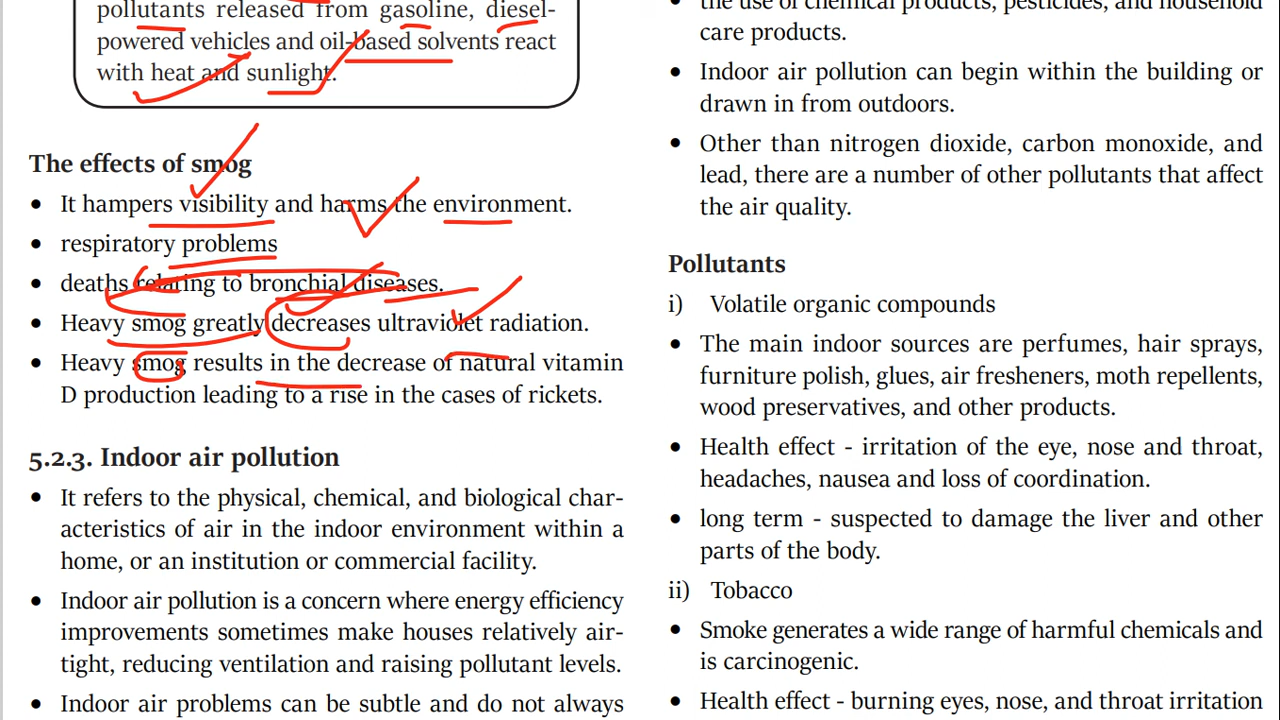 pollutants released from gasoline, diesel-
powered vehicles and oil-based solvents react
with heat and sunlight.
The effects of smog
• It hampers visibility and harms the environment.
• respiratory problems
• deaths relating to bronchial diseases.
• Heavy smog greatly decreases ultraviolet radiation.
• Heavy smog results in the decrease of natural vitamin
D production leading to a rise in the cases of rickets.
5.2.3. Indoor air pollution
• It refers to the physical, chemical, and biological char-
acteristics of air in the indoor environment within a
home, or an institution or commercial facility.
• Indoor air pollution is a concern where energy efficiency
improvements sometimes make houses relatively air-
tight, reducing ventilation and raising pollutant levels.
• Indoor air problems can be subtle and do not always
• the use of chemical products, pesticides, and household
care products.
• Indoor air pollution can begin within the building or
drawn in from outdoors.
• Other than nitrogen dioxide, carbon monoxide, and
lead, there are a number of other pollutants that affect
the air quality.
Pollutants
i) Volatile organic compounds
• The main indoor sources are perfumes, hair sprays,
furniture polish, glues, air fresheners, moth repellents,
wood preservatives, and other products.
• Health effect - irritation of the eye, nose and throat,
headaches, nausea and loss of coordination.
• long term - suspected to damage the liver and other
parts of the body.
ii) Tobacco
• Smoke generates a wide range of harmful chemicals and
is carcinogenic.
• Health effect - burning eyes, nose, and throat irritation